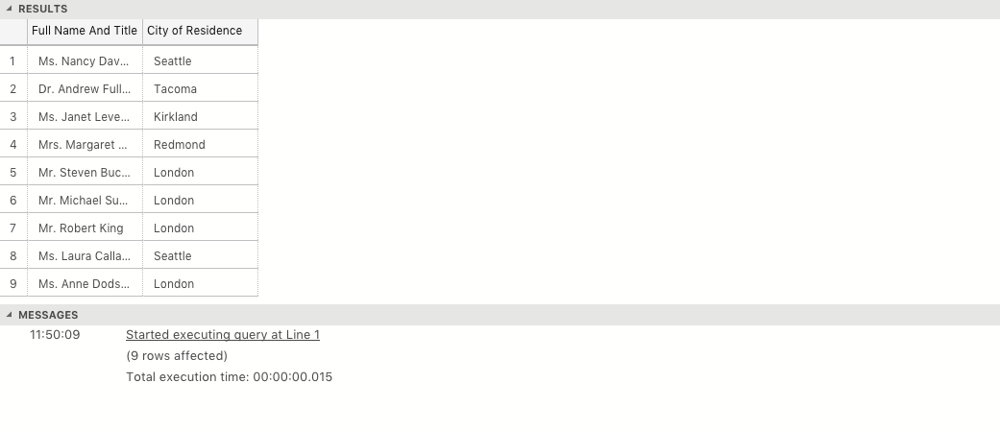 RESULTS
Full Name And Title City of Residence
1 Ms. Nancy Dav... Seattle
2 Dr. Andrew Full... Tacoma
3 Ms. Janet Leve... Kirkland
4 Mrs. Margaret ... Redmond
5 Mr. Steven Buc... London
6 Mr. Michael Su... London
7 Mr. Robert King London
8 Ms. Laura Calla... Seattle
9 Ms. Anne Dods... London
MESSAGES
11:50:09 Started executing query at Line 1
(9 rows affected)
Total execution time: 00:00:00.015